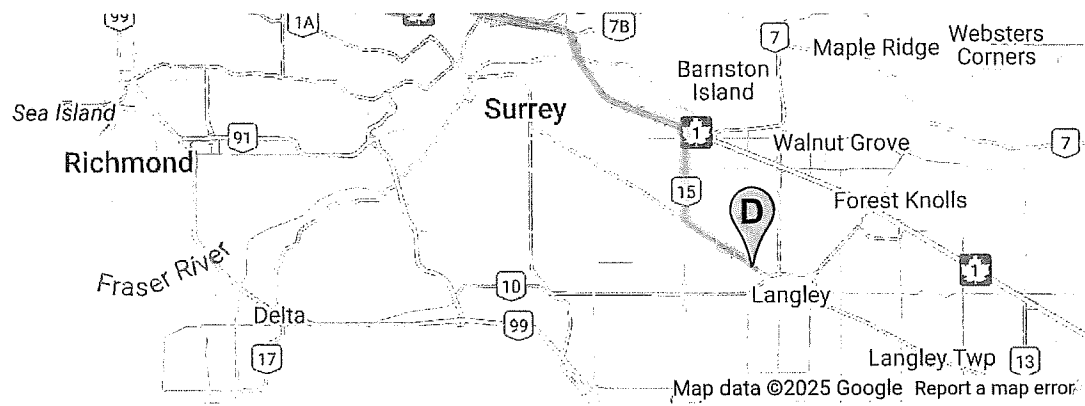 99
1A
1
7B
7
Maple Ridge
Websters
Corners
Barnston
Island
Sea Island
Surrey
91
1
Walnut Grove
7
Richmond
15
D
Forest Knolls
Fraser River
1
10
Langley
Delta
99
17
Langley Twp
13
Map data ©2025 Google Report a map error